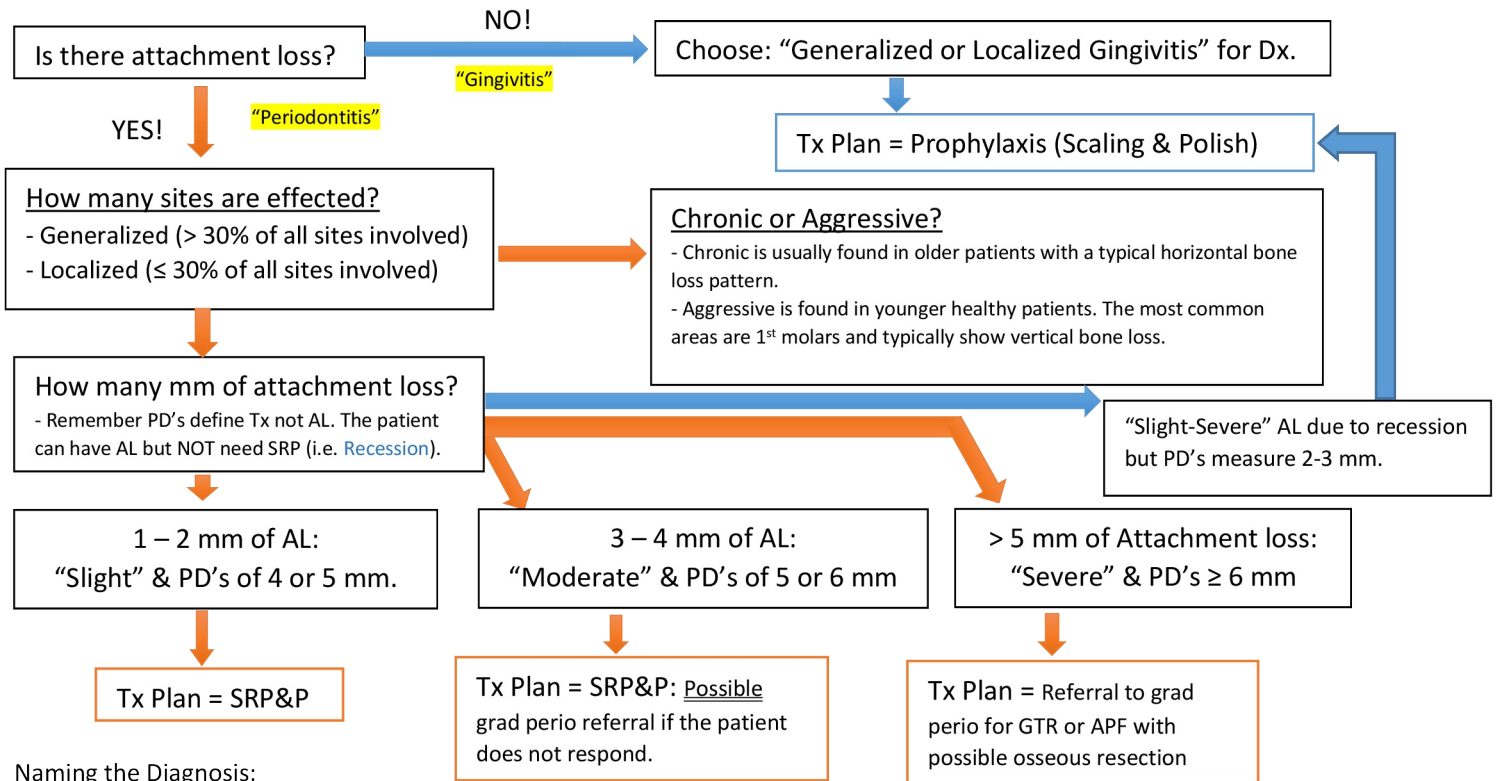 NO!
Is there attachment loss?
Choose: “Generalized or Localized Gingivitis” for Dx.
“Gingivitis”
“Periodontitis”
YES!
Tx Plan = Prophylaxis (Scaling & Polish)
How many sites are effected?
- Generalized (> 30% of all sites involved)
- Localized (≤ 30% of all sites involved)
Chronic or Aggressive?
- Chronic is usually found in older patients with a typical horizontal bone
loss pattern.
- Aggressive is found in younger healthy patients. The most common
areas are 1st molars and typically show vertical bone loss.
How many mm of attachment loss?
- Remember PD’s define Tx not AL. The patient
can have AL but NOT need SRP (i.e. Recession).
“Slight-Severe” AL due to recession
but PD’s measure 2-3 mm.
1 – 2 mm of AL:
“Slight” & PD’s of 4 or 5 mm.
3 – 4 mm of AL:
“Moderate” & PD’s of 5 or 6 mm
> 5 mm of Attachment loss:
“Severe” & PD’s ≥ 6 mm
Tx Plan = SRP&P
Tx Plan = SRP&P: Possible
grad perio referral if the patient
does not respond.
Tx Plan = Referral to grad
perio for GTR or APF with
possible osseous resection
Naming the Diagnosis: